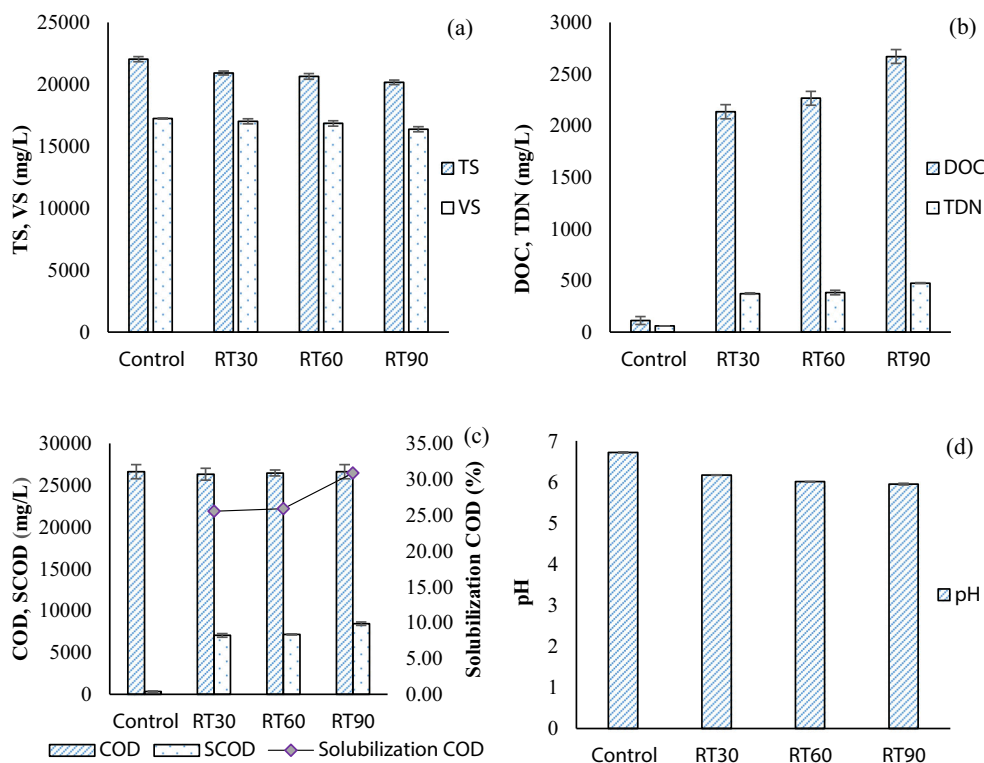 (a)
25000
20000
15000
10000
5000
0
TS, VS (mg/L)
Control RT30 RT60 RT90
TS
VS
(b)
3000
2500
2000
1500
1000
500
0
DOC, TDN (mg/L)
Control RT30 RT60 RT90
DOC
TDN
(c)
30000
25000
20000
15000
10000
5000
0
COD, SCOD (mg/L)
35.00
30.00
25.00
20.00
15.00
10.00
5.00
0.00
Solubilization COD (%)
Control RT30 RT60 RT90
COD SCOD Solubilization COD
(d)
7
6
5
4
3
2
1
0
pH
Control RT30 RT60 RT90
pH